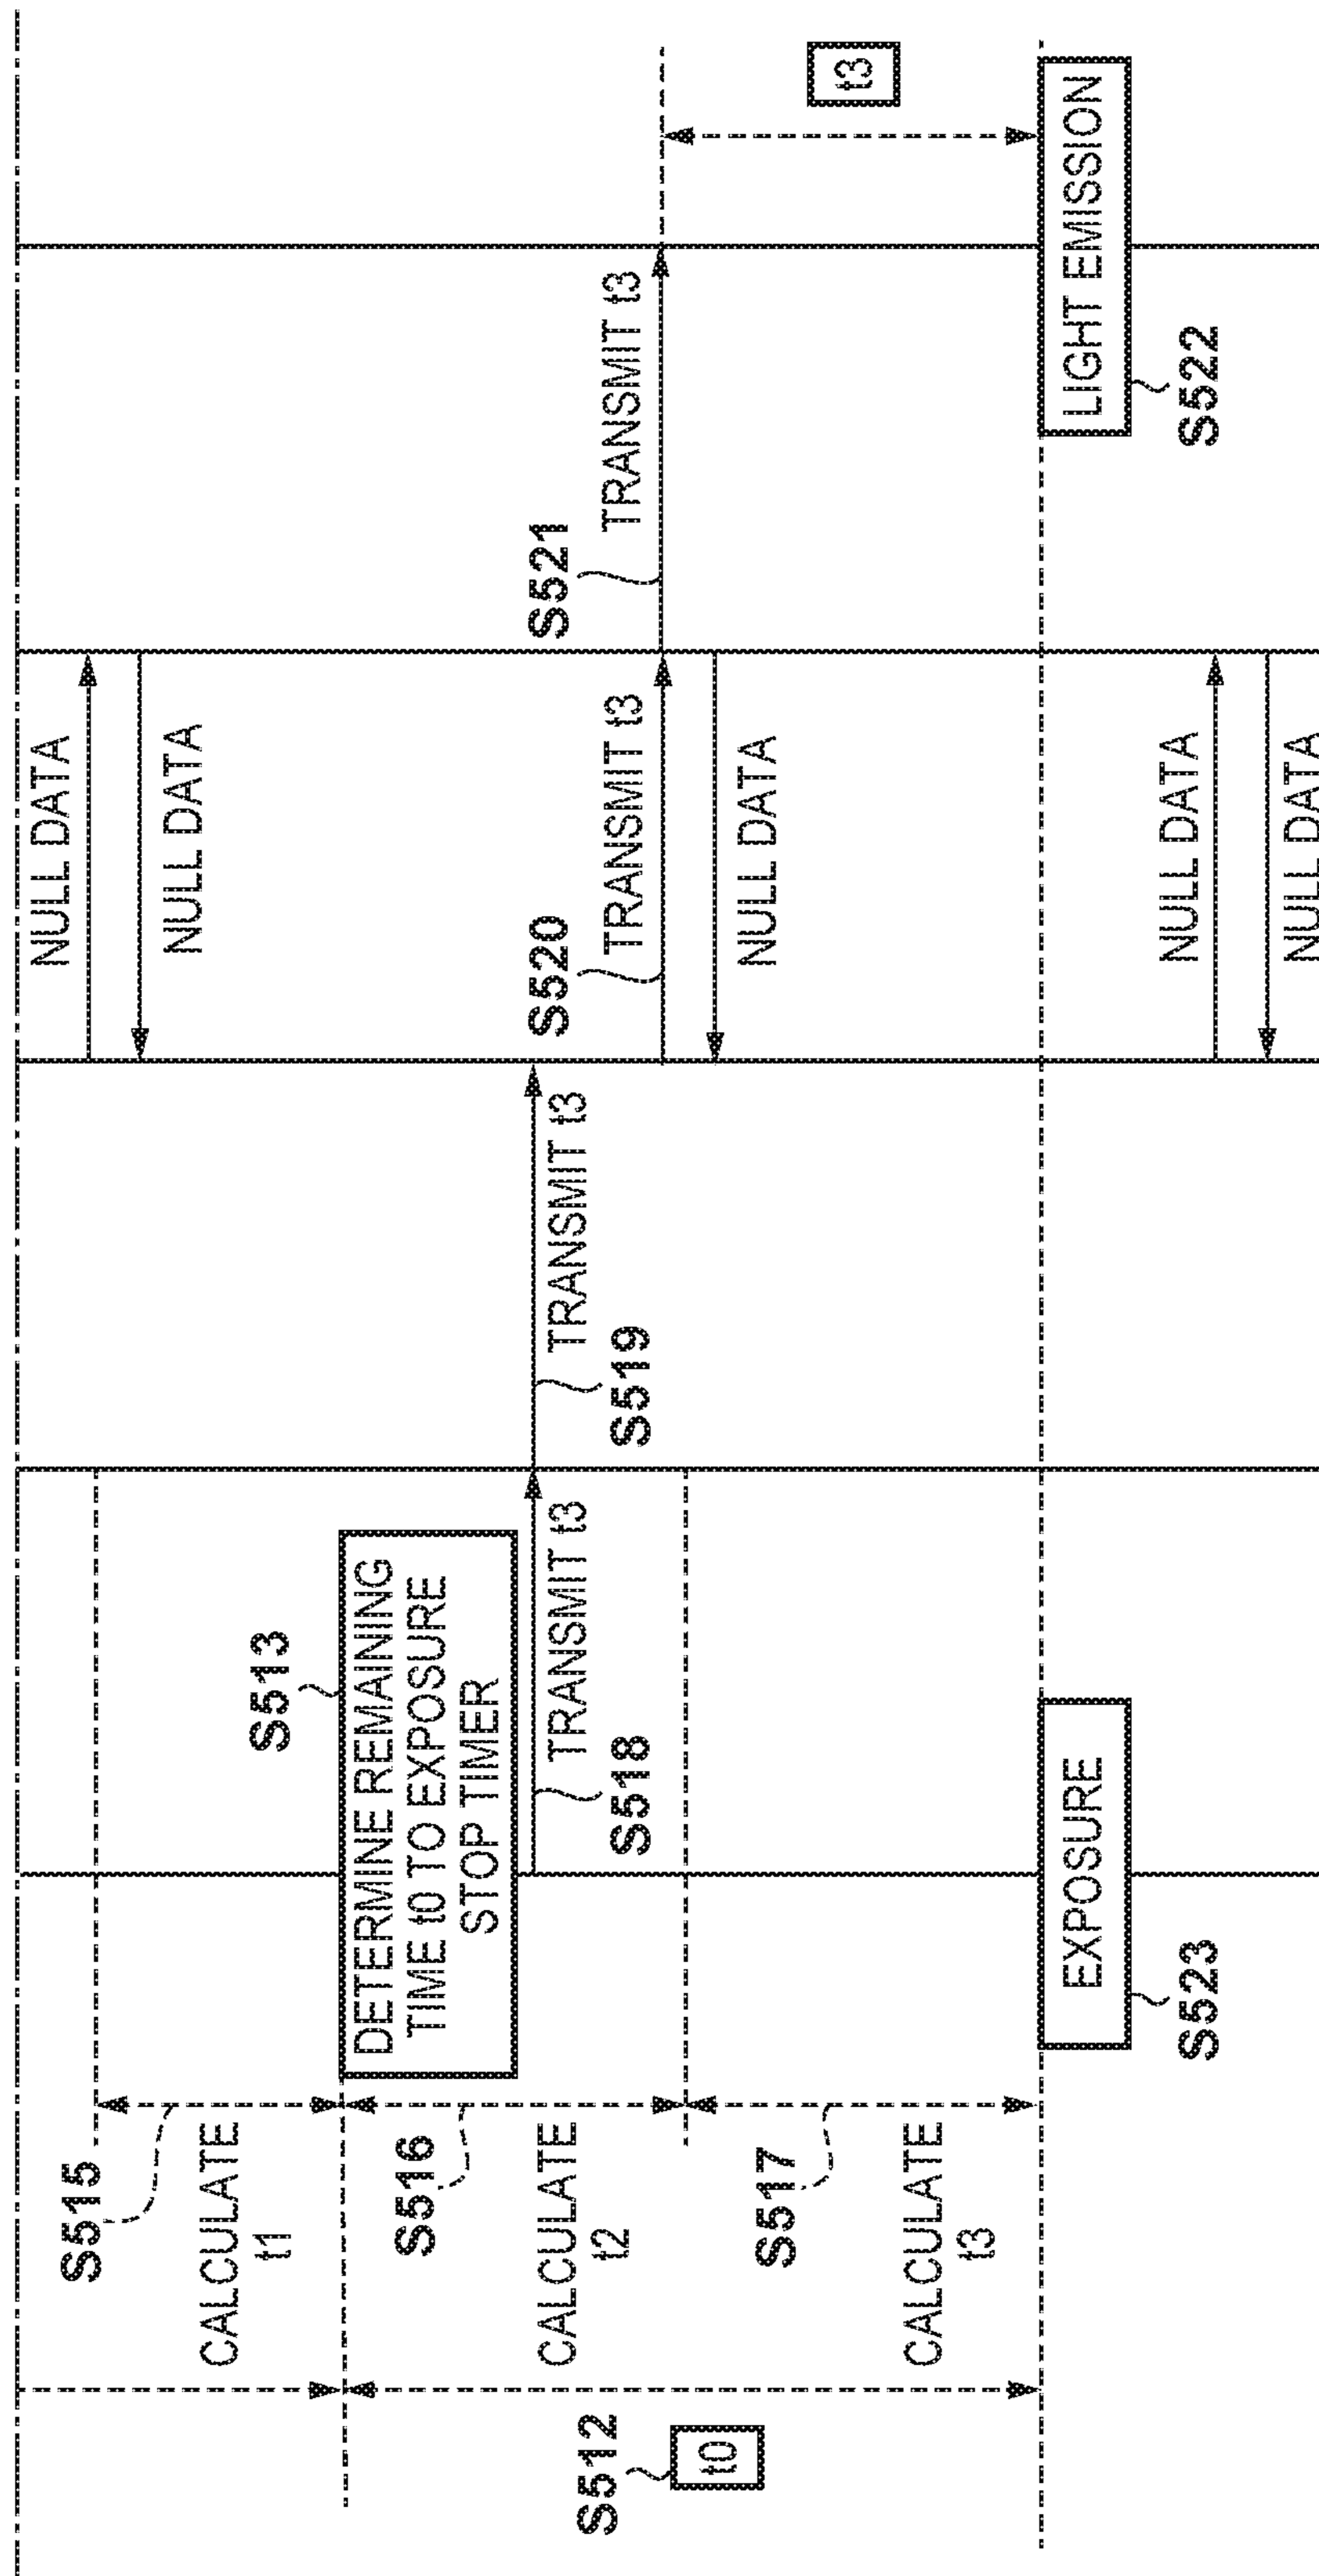 NULL DATA
NULL DATA
S515
CALCULATE
t1
S513
DETERMINE REMAINING
TIME t0 TO EXPOSURE
STOP TIMER
S516
CALCULATE
t2
S512
t0
S518
TRANSMIT t3
S519
TRANSMIT t3
S520
TRANSMIT t3
NULL DATA
S521
TRANSMIT t3
t3
S517
CALCULATE
t3
EXPOSURE
S523
LIGHT EMISSION
S522
NULL DATA
NULL DATA